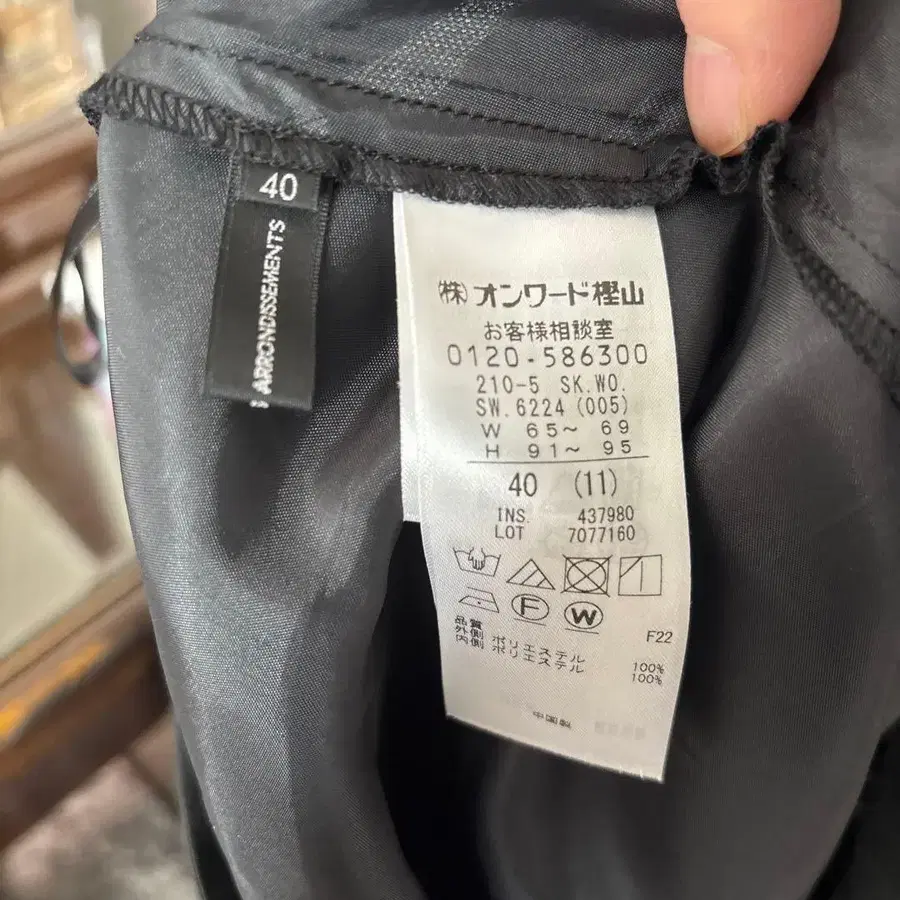 40
ARRONDISSEMENTS
㈱オンワード樫山
お客様相談室
0120-586300
210-5 SK.WO.
SW.6224 (005)
W 65～ 69
H 91～ 95
40 (11)
INS. 437980
LOT 7077160
F
W
F22
品質
外側 ポリエステル 100%
内側 ポリエステル 100%
中国製